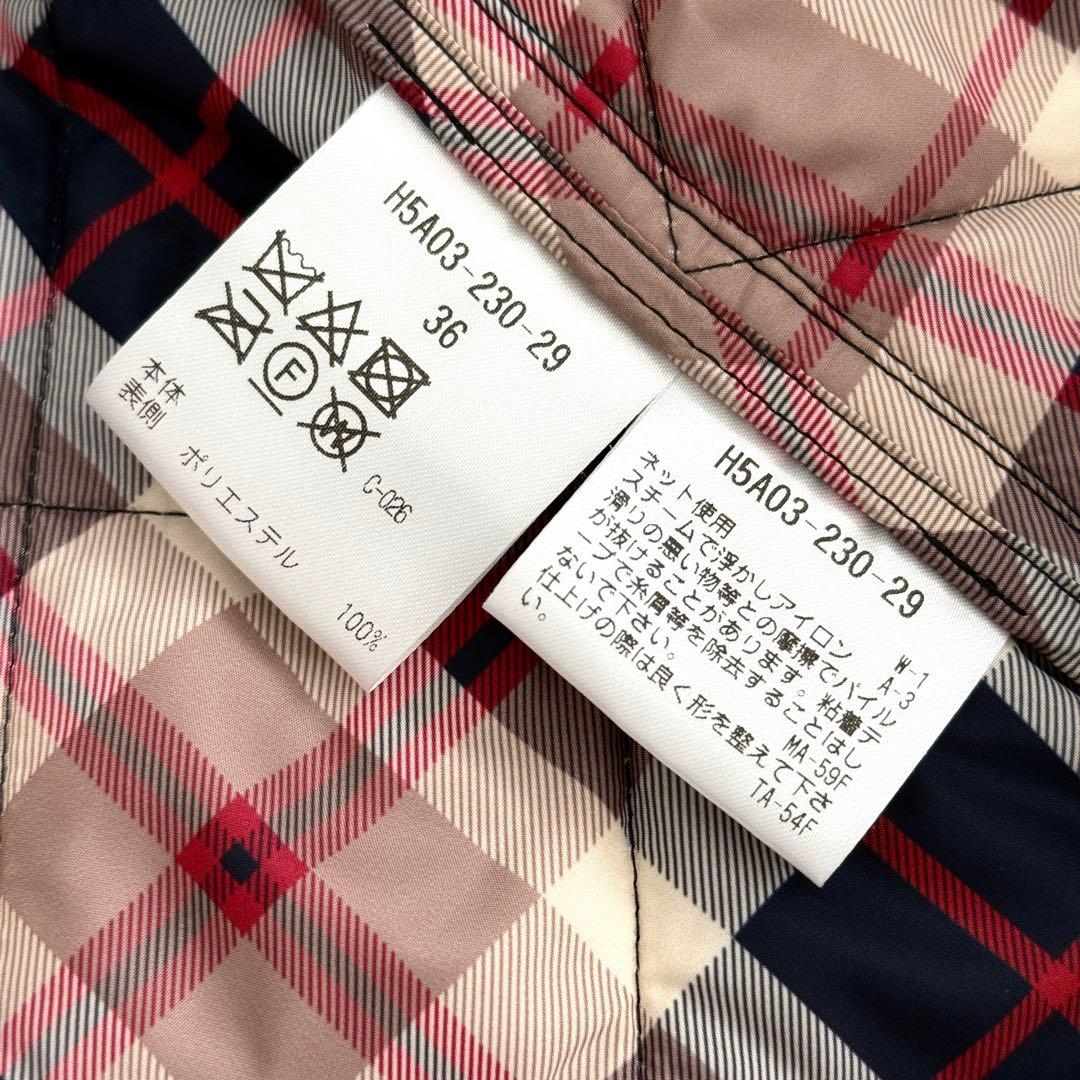 H5A03-230-29
36
F
W
C-026
本体
表側
ポリエステル 100%
H5A03-230-29
ネット使用 W-1
スチームで浮かしアイロン A-3
滑りの悪い物等との摩擦でパイル
が抜けることがあります。粘着テ
ープで糸屑等を除去することはし
ないで下さい。 MA-59F
仕上げの際は良く形を整えて下さ
い。 TA-54F